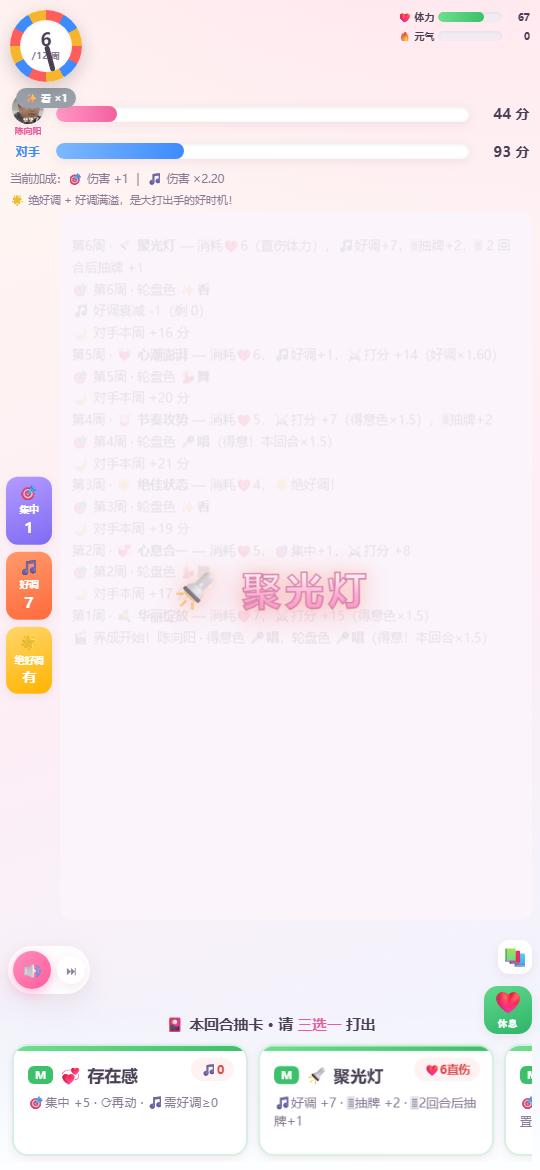 6
/12周
体力 67
元气 0
看 ×1
陈向阳
44 分
对手
93 分
当前加成： 伤害 +1 | 伤害 ×2.20
绝好调 + 好调满溢，是大打出手的好时机！
第6周 · 聚光灯 — 消耗 6（直伤体力），好调+7，抽牌+2，2 回
合后抽牌 +1
第6周 · 轮盘色 看
好调衰减 -1（剩 0）
对手本周 +16 分
第5周 · 心潮澎湃 — 消耗 6，好调+1，打分 +14（好调×1.60）
第5周 · 轮盘色 舞
对手本周 +20 分
第4周 · 节奏攻势 — 消耗 5，打分 +7（得意色×1.5），抽牌+2
第4周 · 轮盘色 唱（得意！本回合×1.5）
对手本周 +21 分
第3周 · 绝佳状态 — 消耗 4，绝好调！
第3周 · 轮盘色 看
对手本周 +19 分
第2周 · 心意合一 — 消耗 5，集中+1，打分 +8
第2周 · 轮盘色
对手本周 +17
聚光灯
第1周 · 华丽绽放 — 消耗 7，打分 +15（得意色×1.5）
养成开始！陈向阳 · 得意色 唱，轮盘色 唱（得意！本回合×1.5）
集中
1
好调
7
绝好调
有
休息
本回合抽卡 · 请 三选一 打出
M 存在感 0
集中 +5 · 再动 · 需好调≥0
M 聚光灯 6直伤
好调 +7 · 抽牌 +2 · 2回合后抽
牌+1
置